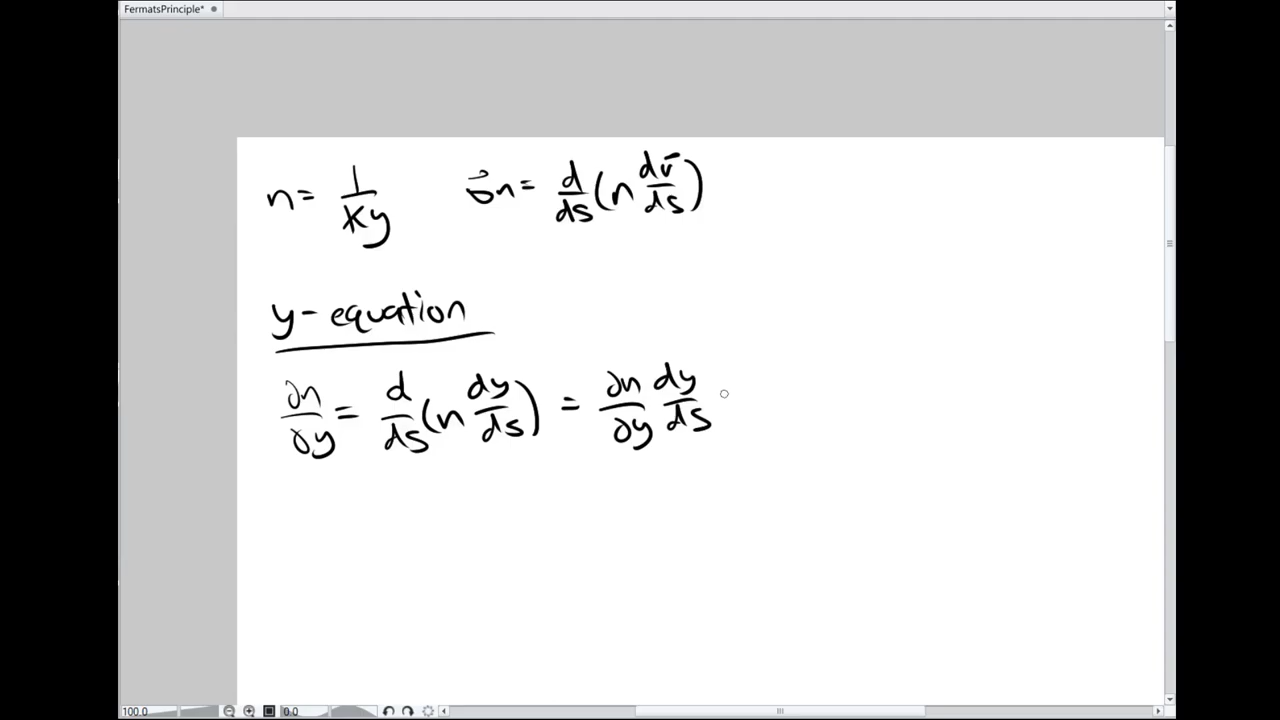 FermatsPrinciple*
n = 1/(Ky)    ∇⃗n = d/ds (n dr⃗/ds)
y - equation
∂n/∂y = d/ds (n dy/ds) = ∂n/∂y dy/ds
100.0 0.0